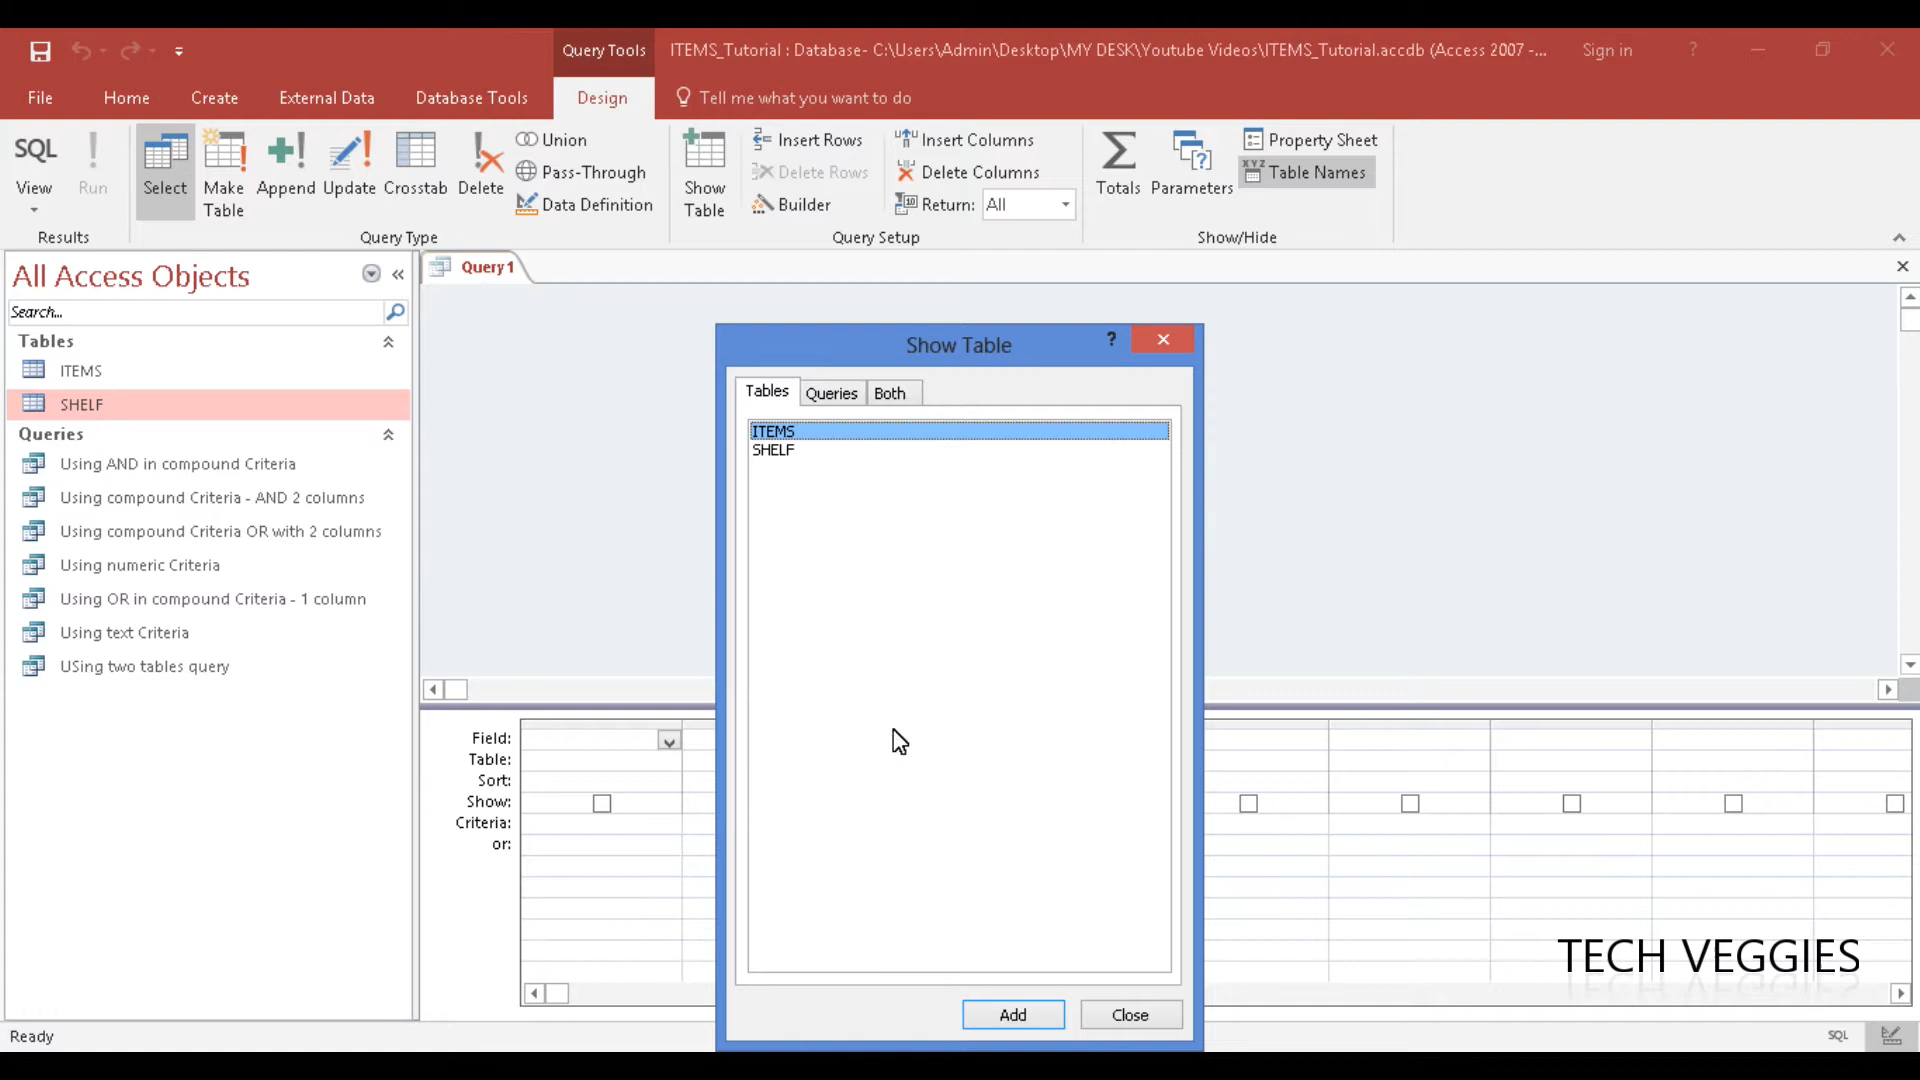 Query Tools
ITEMS_Tutorial : Database- C:\Users\Admin\Desktop\MY DESK\Youtube Videos\ITEMS_Tutorial.accdb (Access 2007 -...
Sign in
?
File
Home
Create
External Data
Database Tools
Design
Tell me what you want to do
SQL
View
Run
Select
Make Table
Append
Update
Crosstab
Delete
Union
Pass-Through
Data Definition
Show Table
Insert Rows
Delete Rows
Builder
Insert Columns
Delete Columns
Return: All
Totals
Parameters
Property Sheet
XYZ Table Names
Results
Query Type
Query Setup
Show/Hide
All Access Objects
Search...
Tables
ITEMS
SHELF
Queries
Using AND in compound Criteria
Using compound Criteria - AND 2 columns
Using compound Criteria OR with 2 columns
Using numeric Criteria
Using OR in compound Criteria - 1 column
Using text Criteria
USing two tables query
Query1
Show Table
?
Tables
Queries
Both
ITEMS
SHELF
Add
Close
Field:
Table:
Sort:
Show:
Criteria:
or:
TECH VEGGIES
Ready
SQL